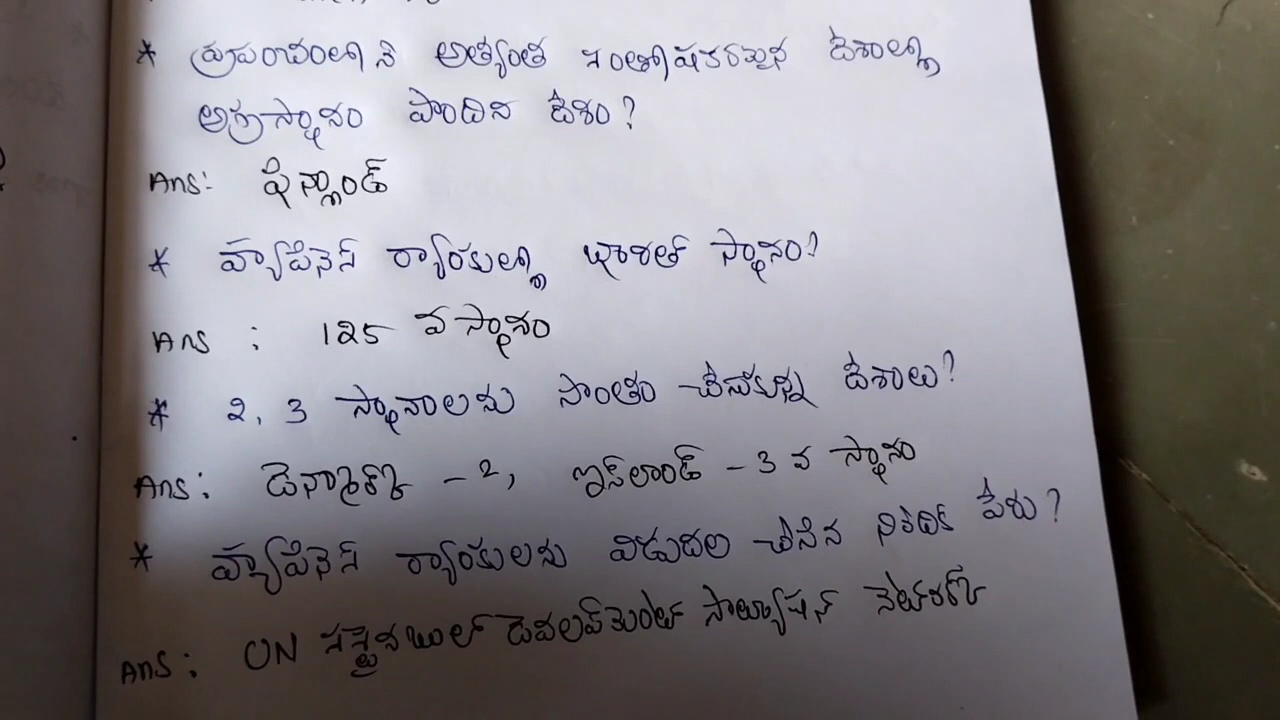 * ప్రపంచంలోని అత్యంత సంతోషకరమైన దేశాల్లో
అగ్రస్థానం పొందిన దేశం?
Ans: ఫిన్లాండ్
* హ్యాపినెస్ ర్యాంకుల్లో భారత్ స్థానం?
Ans : 125 వ స్థానం
* 2, 3 స్థానాలను సొంతం చేసుకున్న దేశాలు?
Ans: డెన్మార్క్ - 2, ఐస్‌లాండ్ - 3 వ స్థానం
* హ్యాపినెస్ ర్యాంకులను విడుదల చేసిన నివేదిక పేరు?
Ans: UN సస్టైనబుల్ డెవలప్‌మెంట్ సొల్యూషన్ నెట్‌వర్క్